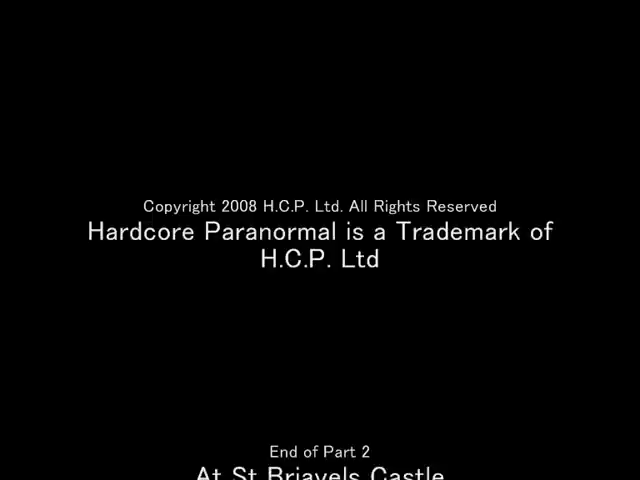 Copyright 2008 H.C.P. Ltd. All Rights Reserved
Hardcore Paranormal is a Trademark of
H.C.P. Ltd
End of Part 2
At St Briavels Castle